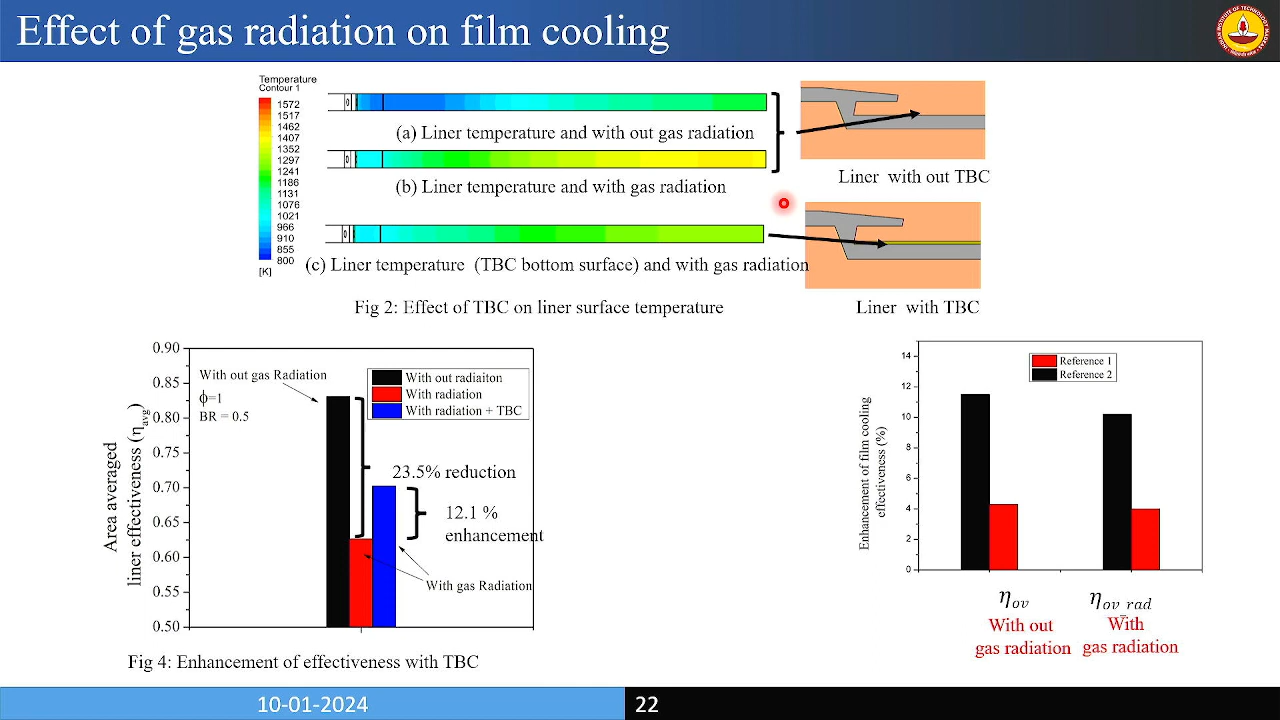 Effect of gas radiation on film cooling
Temperature
Contour 1
1572
1517
1462
1407
1352
1297
1241
1186
1131
1076
1021
966
910
855
800
[K]
(a) Liner temperature and with out gas radiation
(b) Liner temperature and with gas radiation
(c) Liner temperature (TBC bottom surface) and with gas radiation
Fig 2: Effect of TBC on liner surface temperature
Liner with out TBC
Liner with TBC
0.90
0.85
0.80
0.75
0.70
0.65
0.60
0.55
0.50
Area averaged
liner effectiveness (ηavg)
With out gas Radiation
ϕ=1
BR = 0.5
With out radiaiton
With radiation
With radiation + TBC
23.5% reduction
12.1 %
enhancement
With gas Radiation
Fig 4: Enhancement of effectiveness with TBC
Enhancement of film cooling
effectiveness (%)
14
12
10
8
6
4
2
0
Reference 1
Reference 2
ηov
ηov_rad
With out
gas radiation
With
gas radiation
10-01-2024
22